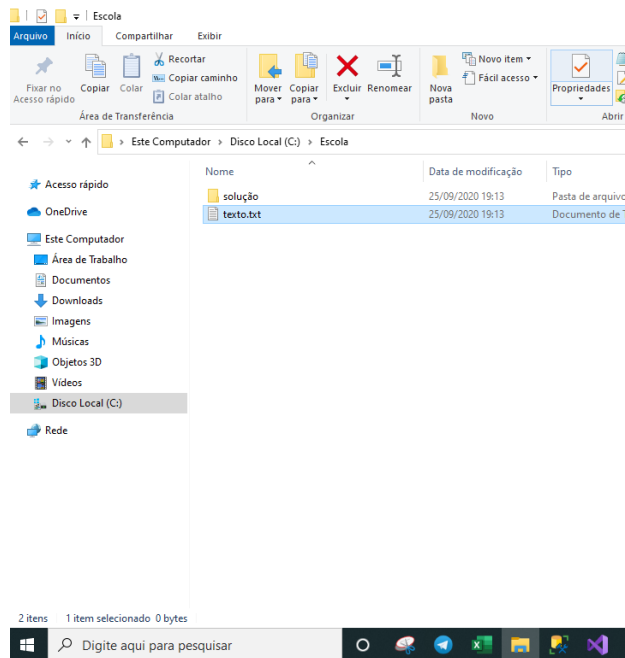 Escola
Arquivo Início Compartilhar Exibir
Fixar no Acesso rápido
Copiar
Colar
Recortar
Copiar caminho
Colar atalho
Mover para
Copiar para
Excluir
Renomear
Nova pasta
Novo item
Fácil acesso
Propriedades
Área de Transferência Organizar Novo Abrir
Este Computador > Disco Local (C:) > Escola
Nome Data de modificação Tipo
solução 25/09/2020 19:13 Pasta de arquivo
texto.txt 25/09/2020 19:13 Documento de T
Acesso rápido
OneDrive
Este Computador
Área de Trabalho
Documentos
Downloads
Imagens
Músicas
Objetos 3D
Vídeos
Disco Local (C:)
Rede
2 itens 1 item selecionado 0 bytes
Digite aqui para pesquisar